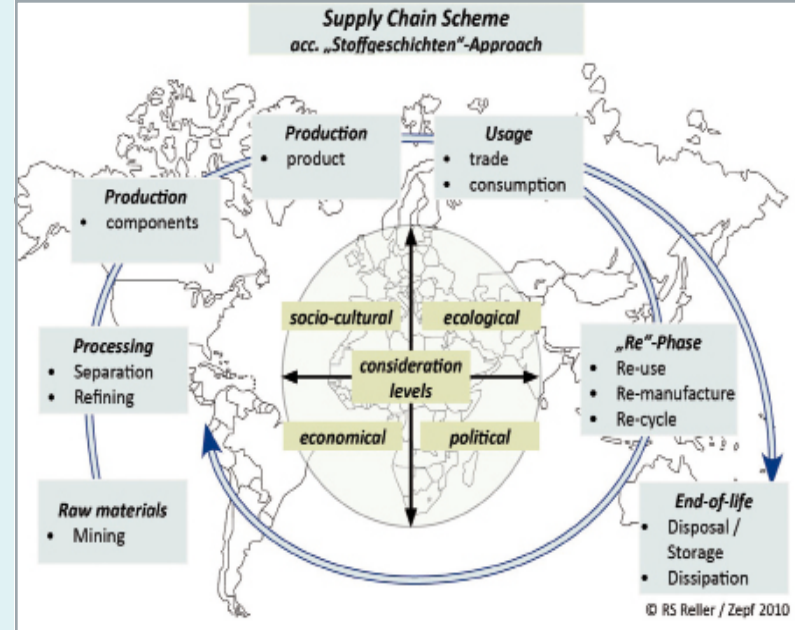 Supply Chain Scheme
acc. „Stoffgeschichten“-Approach
Production
• product
Usage
• trade
• consumption
Production
• components
socio-cultural
ecological
consideration
levels
economical
political
Processing
• Separation
• Refining
„Re“-Phase
• Re-use
• Re-manufacture
• Re-cycle
Raw materials
• Mining
End-of-life
• Disposal /
Storage
• Dissipation
© RS Reller / Zepf 2010